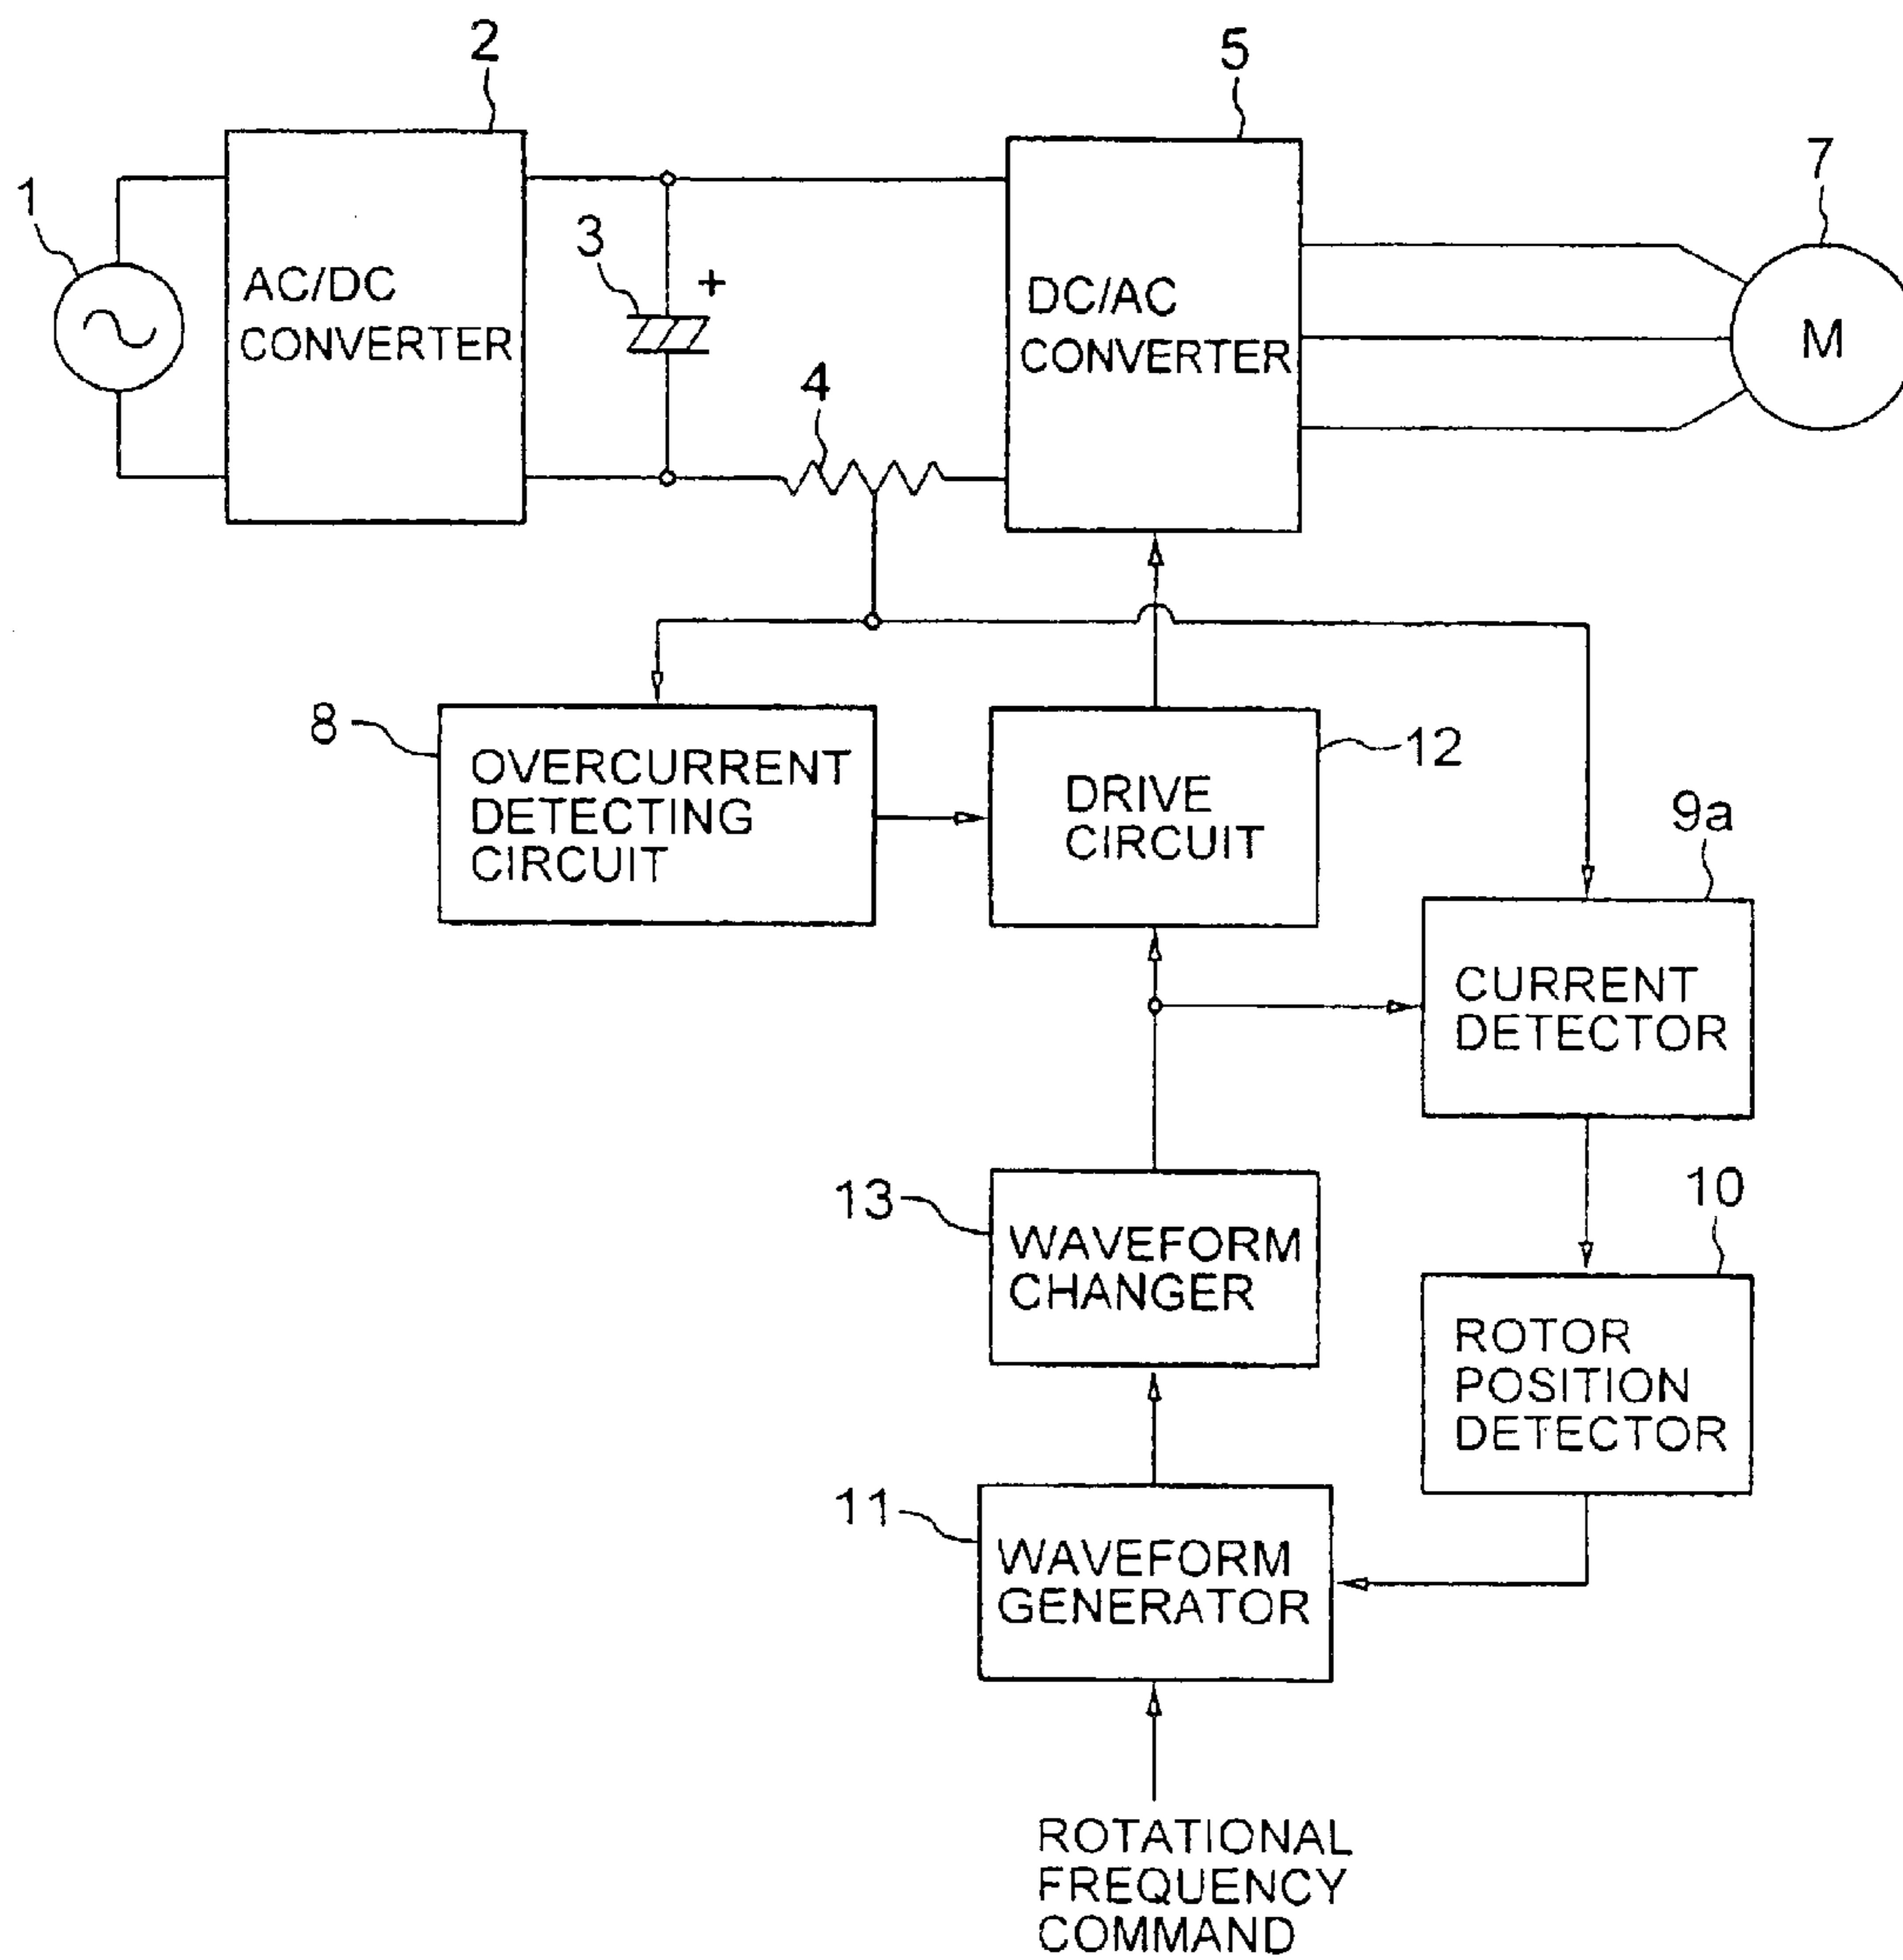 2
5
7
1
AC/DC
CONVERTER
3
+
DC/AC
CONVERTER
M
4
8
OVERCURRENT
DETECTING
CIRCUIT
DRIVE
CIRCUIT
12
9a
CURRENT
DETECTOR
13
WAVEFORM
CHANGER
10
ROTOR
POSITION
DETECTOR
11
WAVEFORM
GENERATOR
ROTATIONAL
FREQUENCY
COMMAND